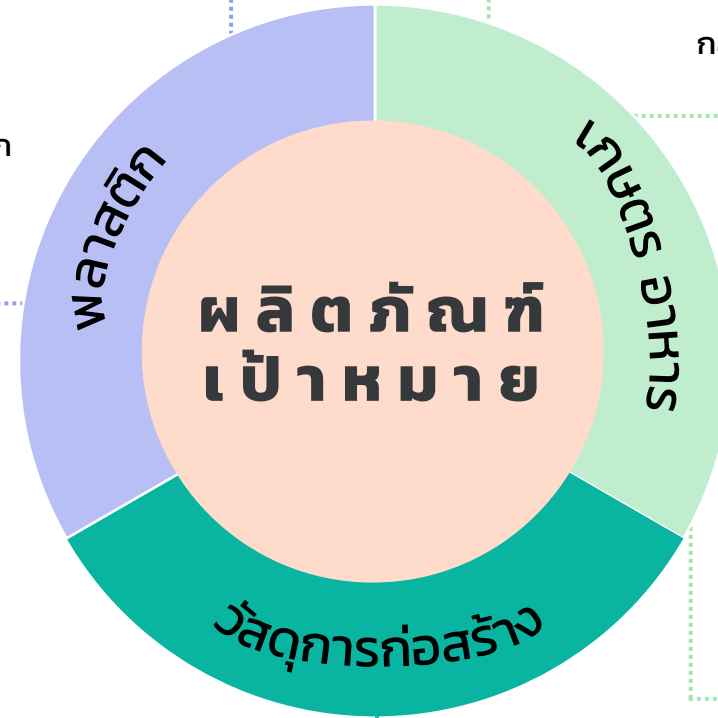 ผลิตภัณฑ์
เป้าหมาย
พลาสติก
เกษตร อาหาร
วัสดุการก่อสร้าง